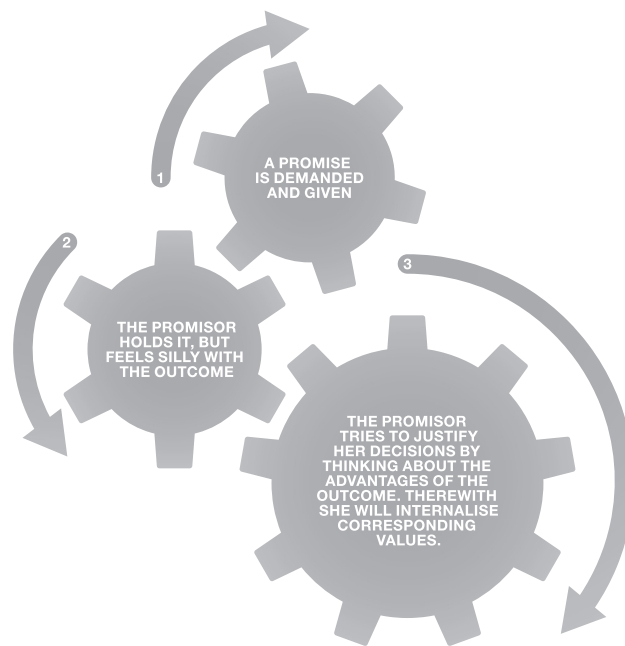 1
A PROMISE
IS DEMANDED
AND GIVEN
2
THE PROMISOR
HOLDS IT, BUT
FEELS SILLY WITH
THE OUTCOME
3
THE PROMISOR
TRIES TO JUSTIFY
HER DECISIONS BY
THINKING ABOUT THE
ADVANTAGES OF THE
OUTCOME. THEREWITH
SHE WILL INTERNALISE
CORRESPONDING
VALUES.